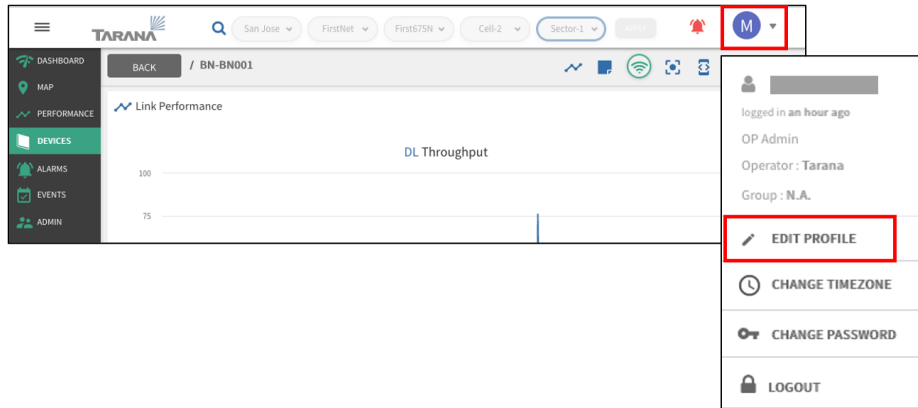 TARANA
San Jose
FirstNet
First675N
Cell-2
Sector-1
APPLY
M
DASHBOARD
MAP
PERFORMANCE
DEVICES
ALARMS
EVENTS
ADMIN
BACK
/ BN-BN001
Link Performance
DL Throughput
100
75
logged in an hour ago
OP Admin
Operator : Tarana
Group : N.A.
EDIT PROFILE
CHANGE TIMEZONE
CHANGE PASSWORD
LOGOUT